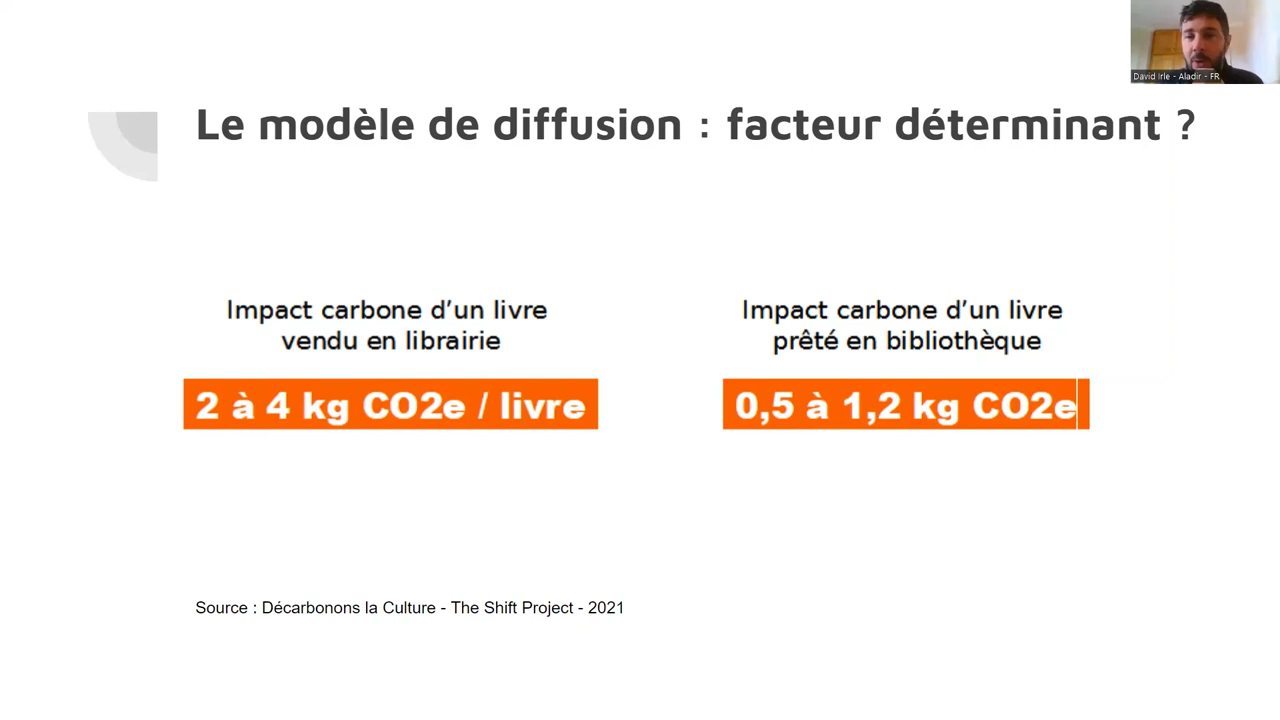 David Irle - Aladir - FR
Le modèle de diffusion : facteur déterminant ?
Impact carbone d’un livre
vendu en librairie
2 à 4 kg CO2e / livre
Impact carbone d’un livre
prêté en bibliothèque
0,5 à 1,2 kg CO2e
Source : Décarbonons la Culture - The Shift Project - 2021